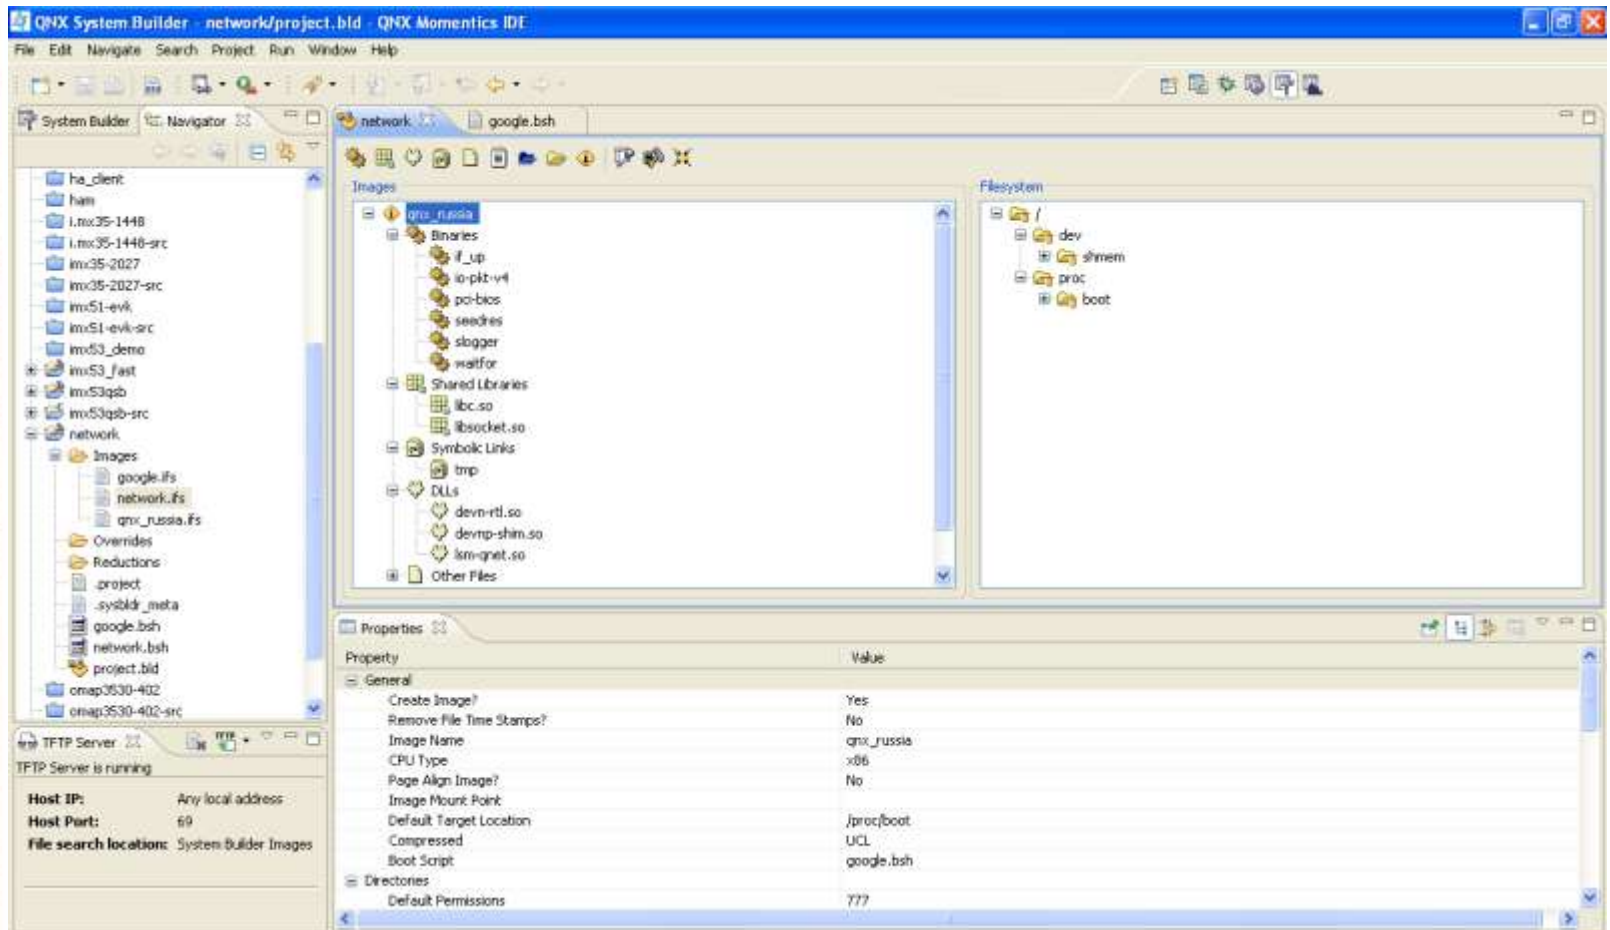 QNX System Builder - network/project.bld - QNX Momentics IDE
File Edit Navigate Search Project Run Window Help
System Builder Navigator
ha_client
ham
i.mx35-1448
i.mx35-1448-src
imx35-2027
imx35-2027-src
imx51-evk
imx51-evk-src
imx53_demo
imx53_fast
imx53qsb
imx53qsb-src
network
Images
google.ifs
network.ifs
qnx_russia.ifs
Overrides
Reductions
.project
.sysbldr_meta
google.bsh
network.bsh
project.bld
omap3530-402
omap3530-402-src
TFTP Server
TFTP Server is running
Host IP: Any local address
Host Port: 69
File search location: System Builder Images
network google.bsh
Images
qnx_russia
Binaries
if_up
io-pkt-v4
pci-bios
seedres
slogger
waitfor
Shared Libraries
libc.so
libsocket.so
Symbolic Links
tmp
DLLs
devn-rtl.so
devnp-shim.so
lsm-qnet.so
Other Files
Filesystem
/
dev
shmem
proc
boot
Properties
Property Value
General
Create Image? Yes
Remove File Time Stamps? No
Image Name qnx_russia
CPU Type x86
Page Align Image? No
Image Mount Point
Default Target Location /proc/boot
Compressed UCL
Boot Script google.bsh
Directories
Default Permissions 777